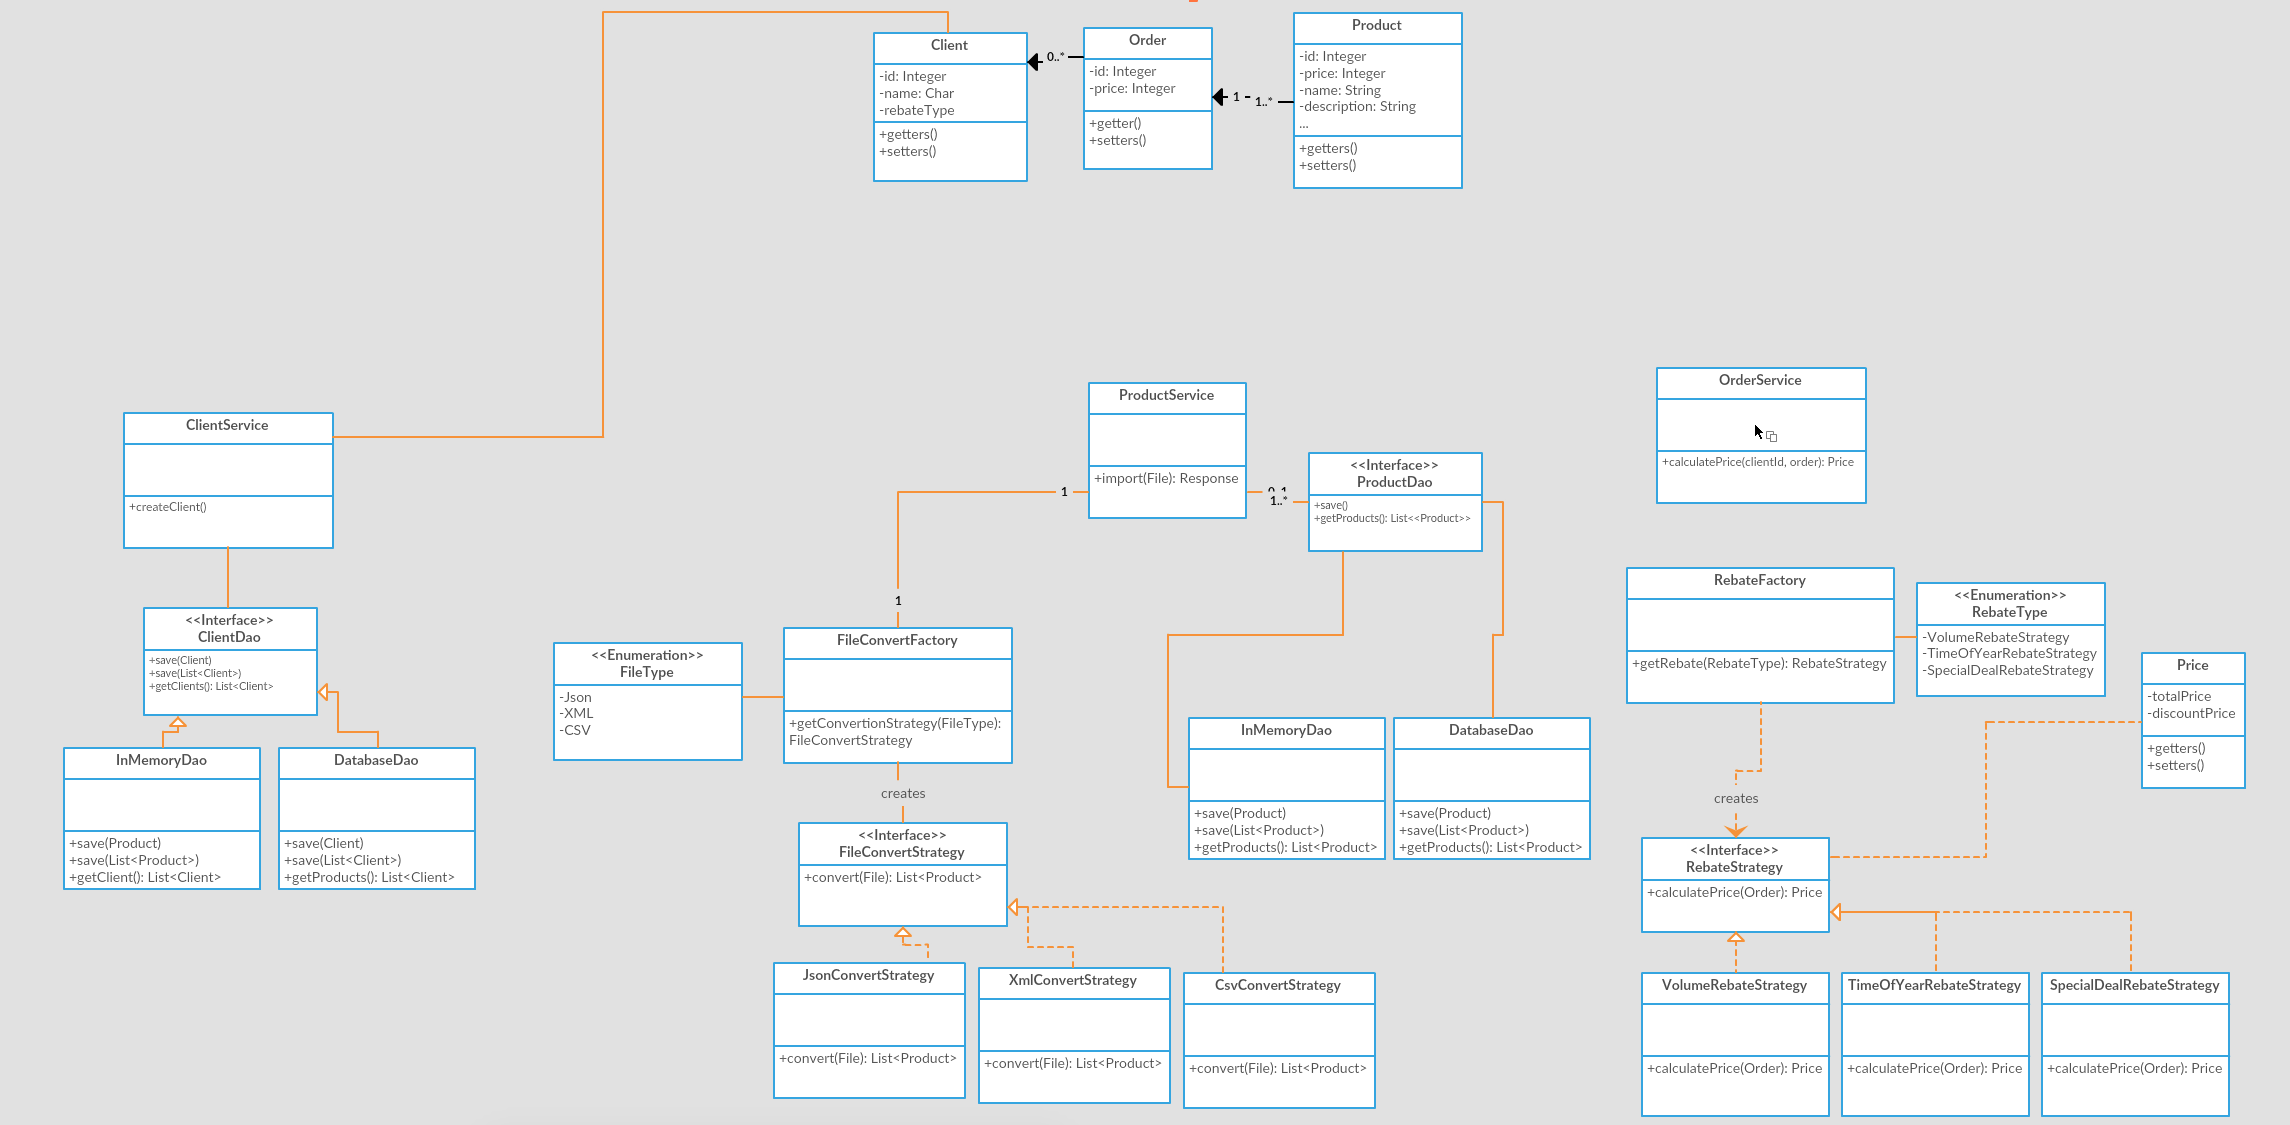 Client
-id: Integer
-name: Char
-rebateType
+getters()
+setters()
0..*
Order
-id: Integer
-price: Integer
+getter()
+setters()
1
1..*
Product
-id: Integer
-price: Integer
-name: String
-description: String
...
+getters()
+setters()
ClientService
+createClient()
<<Interface>>
ClientDao
+save(Client)
+save(List<Client>)
+getClients(): List<Client>
InMemoryDao
+save(Product)
+save(List<Product>)
+getClient(): List<Client>
DatabaseDao
+save(Client)
+save(List<Client>)
+getProducts(): List<Client>
ProductService
+import(File): Response
1
1..*
<<Interface>>
ProductDao
+save()
+getProducts(): List<<Product>>
1
<<Enumeration>>
FileType
-Json
-XML
-CSV
FileConvertFactory
+getConvertionStrategy(FileType):
FileConvertStrategy
creates
<<Interface>>
FileConvertStrategy
+convert(File): List<Product>
JsonConvertStrategy
+convert(File): List<Product>
XmlConvertStrategy
+convert(File): List<Product>
CsvConvertStrategy
+convert(File): List<Product>
InMemoryDao
+save(Product)
+save(List<Product>)
+getProducts(): List<Product>
DatabaseDao
+save(Product)
+save(List<Product>)
+getProducts(): List<Product>
OrderService
+calculatePrice(clientId, order): Price
RebateFactory
+getRebate(RebateType): RebateStrategy
<<Enumeration>>
RebateType
-VolumeRebateStrategy
-TimeOfYearRebateStrategy
-SpecialDealRebateStrategy
Price
-totalPrice
-discountPrice
+getters()
+setters()
creates
<<Interface>>
RebateStrategy
+calculatePrice(Order): Price
VolumeRebateStrategy
+calculatePrice(Order): Price
TimeOfYearRebateStrategy
+calculatePrice(Order): Price
SpecialDealRebateStrategy
+calculatePrice(Order): Price